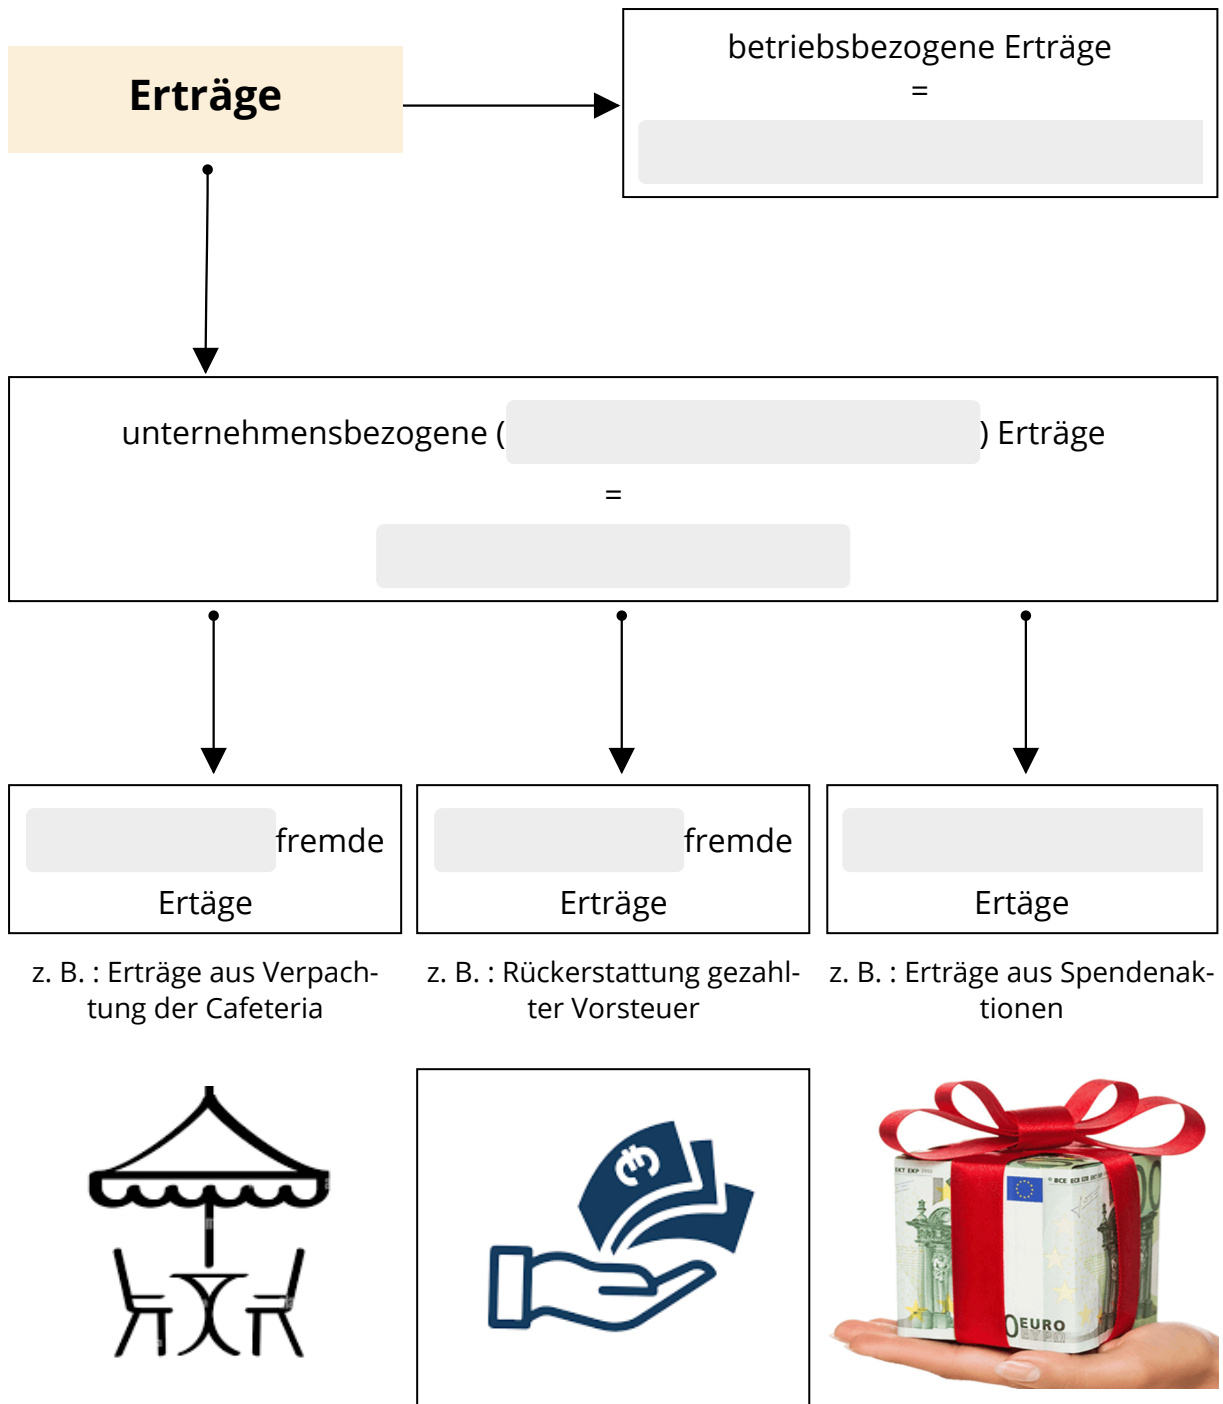 Erträge
betriebsbezogene Erträge
=
unternehmensbezogene (
) Erträge
=
fremde
Ertäge
fremde
Erträge
Ertäge
z. B. : Erträge aus Verpach-
tung der Cafeteria
z. B. : Rückerstattung gezahl-
ter Vorsteuer
z. B. : Erträge aus Spendenak-
tionen
EURO